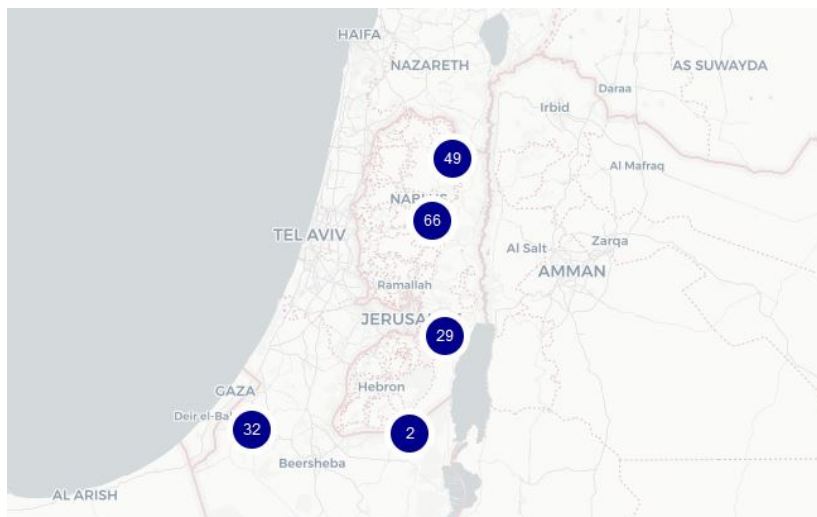 HAIFA
NAZARETH
AS SUWAYDA
Daraa
Irbid
49
Al Mafraq
66
TEL AVIV
Al Salt
Zarqa
AMMAN
Ramallah
29
Hebron
GAZA
32
2
Beersheba
AL ARISH